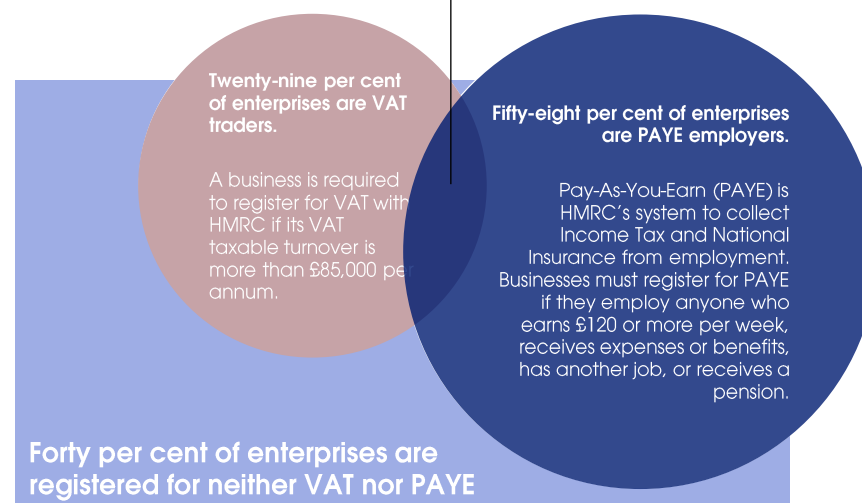 Twenty-nine per cent
of enterprises are VAT
traders.
A business is required
to register for VAT with
HMRC if its VAT
taxable turnover is
more than £85,000 per
annum.
Fifty-eight per cent of enterprises
are PAYE employers.
Pay-As-You-Earn (PAYE) is
HMRC’s system to collect
Income Tax and National
Insurance from employment.
Businesses must register for PAYE
if they employ anyone who
earns £120 or more per week,
receives expenses or benefits,
has another job, or receives a
pension.
Forty per cent of enterprises are
registered for neither VAT nor PAYE